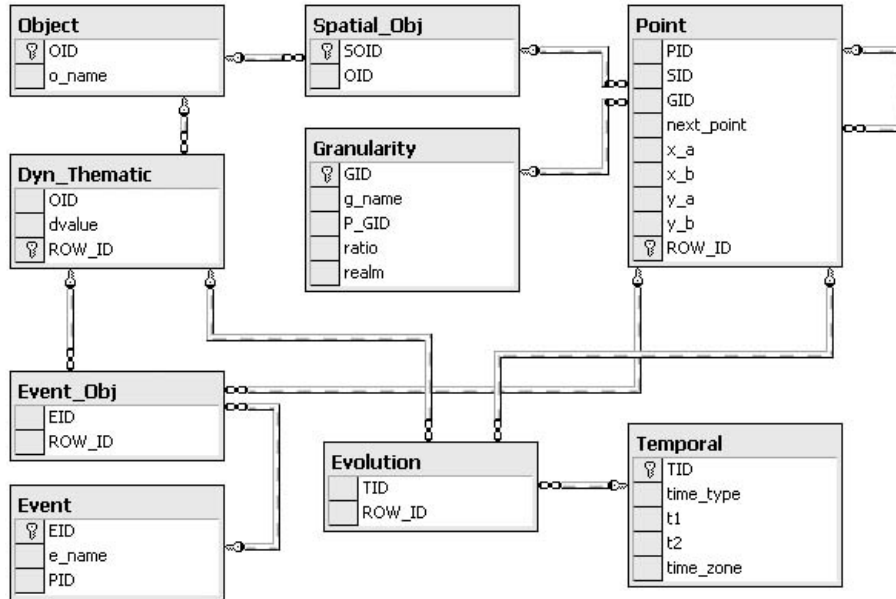 Object
OID
o_name
Spatial_Obj
SOID
OID
Point
PID
SID
GID
next_point
x_a
x_b
y_a
y_b
ROW_ID
Granularity
GID
g_name
P_GID
ratio
realm
Dyn_Thematic
OID
dvalue
ROW_ID
Event_Obj
EID
ROW_ID
Evolution
TID
ROW_ID
Temporal
TID
time_type
t1
t2
time_zone
Event
EID
e_name
PID